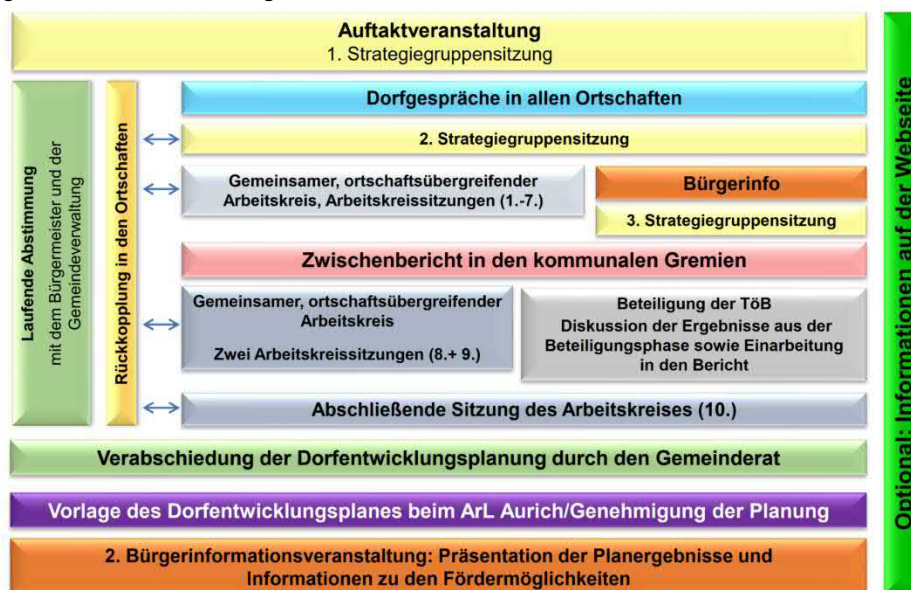 Auftaktveranstaltung
1. Strategiegruppensitzung
Laufende Abstimmung
mit dem Bürgermeister und der
Gemeindeverwaltung
Rückkopplung in den Ortschaften
Dorfgespräche in allen Ortschaften
2. Strategiegruppensitzung
Gemeinsamer, ortschaftsübergreifender
Arbeitskreis, Arbeitskreissitzungen (1.-7.)
Bürgerinfo
3. Strategiegruppensitzung
Zwischenbericht in den kommunalen Gremien
Gemeinsamer, ortschaftsübergreifender
Arbeitskreis
Zwei Arbeitskreissitzungen (8.+ 9.)
Beteiligung der TöB
Diskussion der Ergebnisse aus der
Beteiligungsphase sowie Einarbeitung
in den Bericht
Abschließende Sitzung des Arbeitskreises (10.)
Verabschiedung der Dorfentwicklungsplanung durch den Gemeinderat
Vorlage des Dorfentwicklungsplanes beim ArL Aurich/Genehmigung der Planung
2. Bürgerinformationsveranstaltung: Präsentation der Planergebnisse und
Informationen zu den Fördermöglichkeiten
Optional: Informationen auf der Webseite